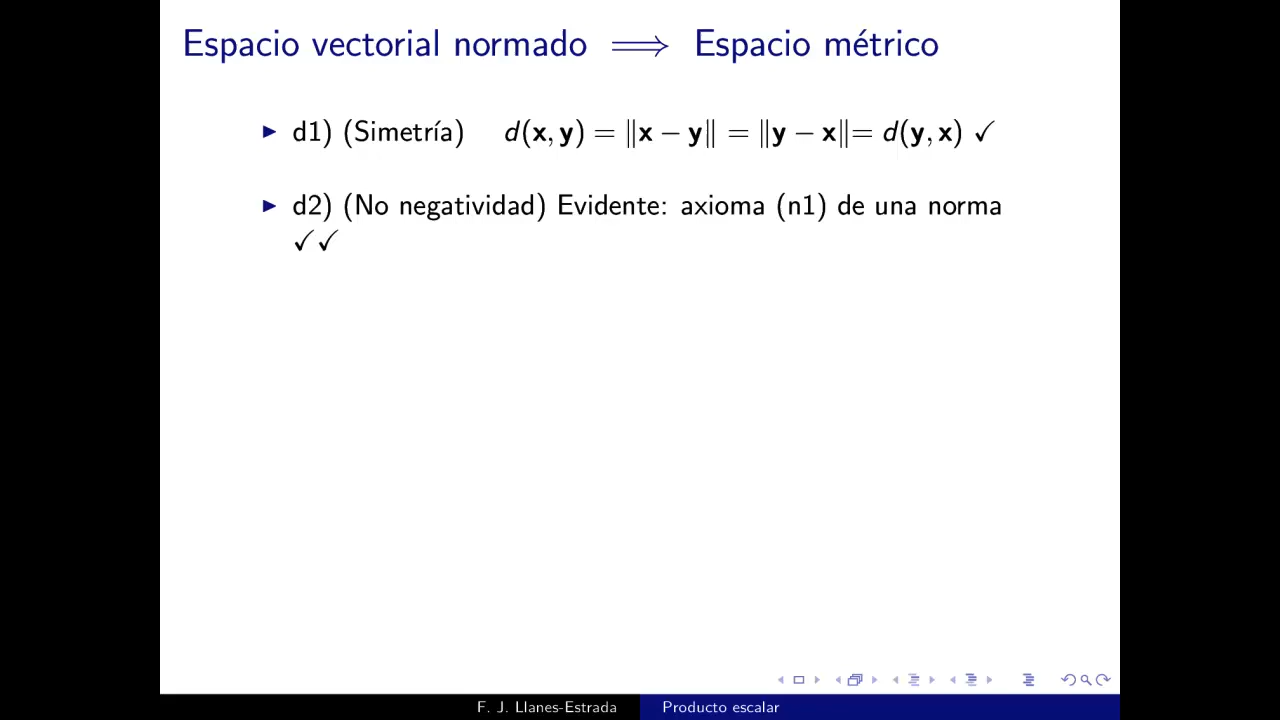 Espacio vectorial normado ⟹ Espacio métrico
▶ d1) (Simetría) d(x, y) = ‖x − y‖ = ‖y − x‖= d(y, x) ✓
▶ d2) (No negatividad) Evidente: axioma (n1) de una norma
✓✓
F. J. Llanes-Estrada Producto escalar